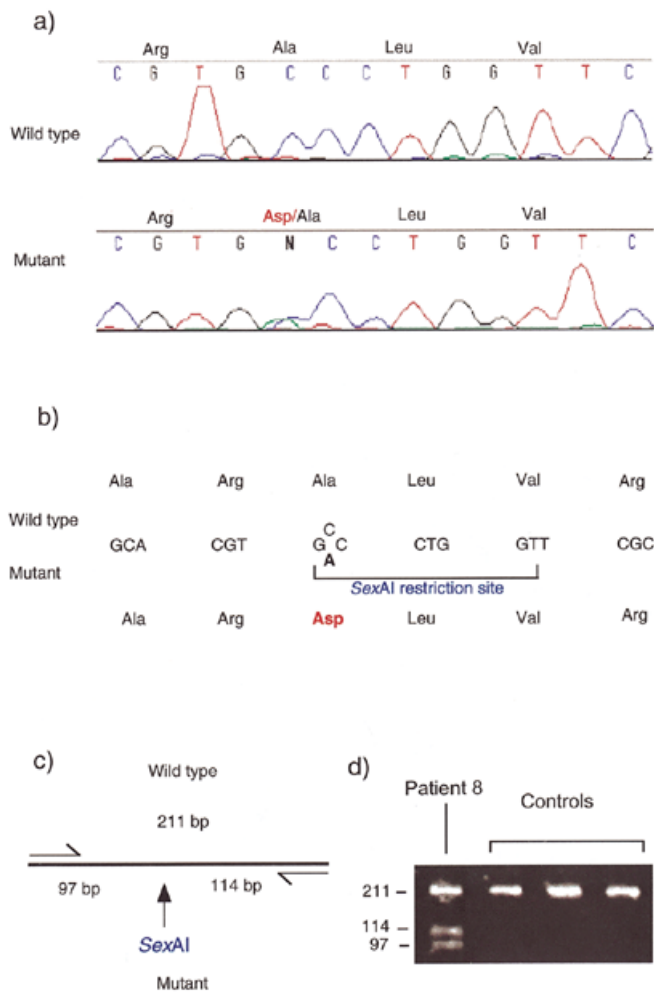 a)
Arg Ala Leu Val
C G T G C C C T G G T T C
Wild type
Arg Asp/Ala Leu Val
C G T G N C C T G G T T C
Mutant
b)
Ala Arg Ala Leu Val Arg
Wild type
C
GCA CGT G C CTG GTT CGC
A
Mutant
SexAI restriction site
Ala Arg Asp Leu Val Arg
c)
Wild type
211 bp
97 bp 114 bp
SexAI
Mutant
d)
Patient 8 Controls
211 –
114 –
97 –